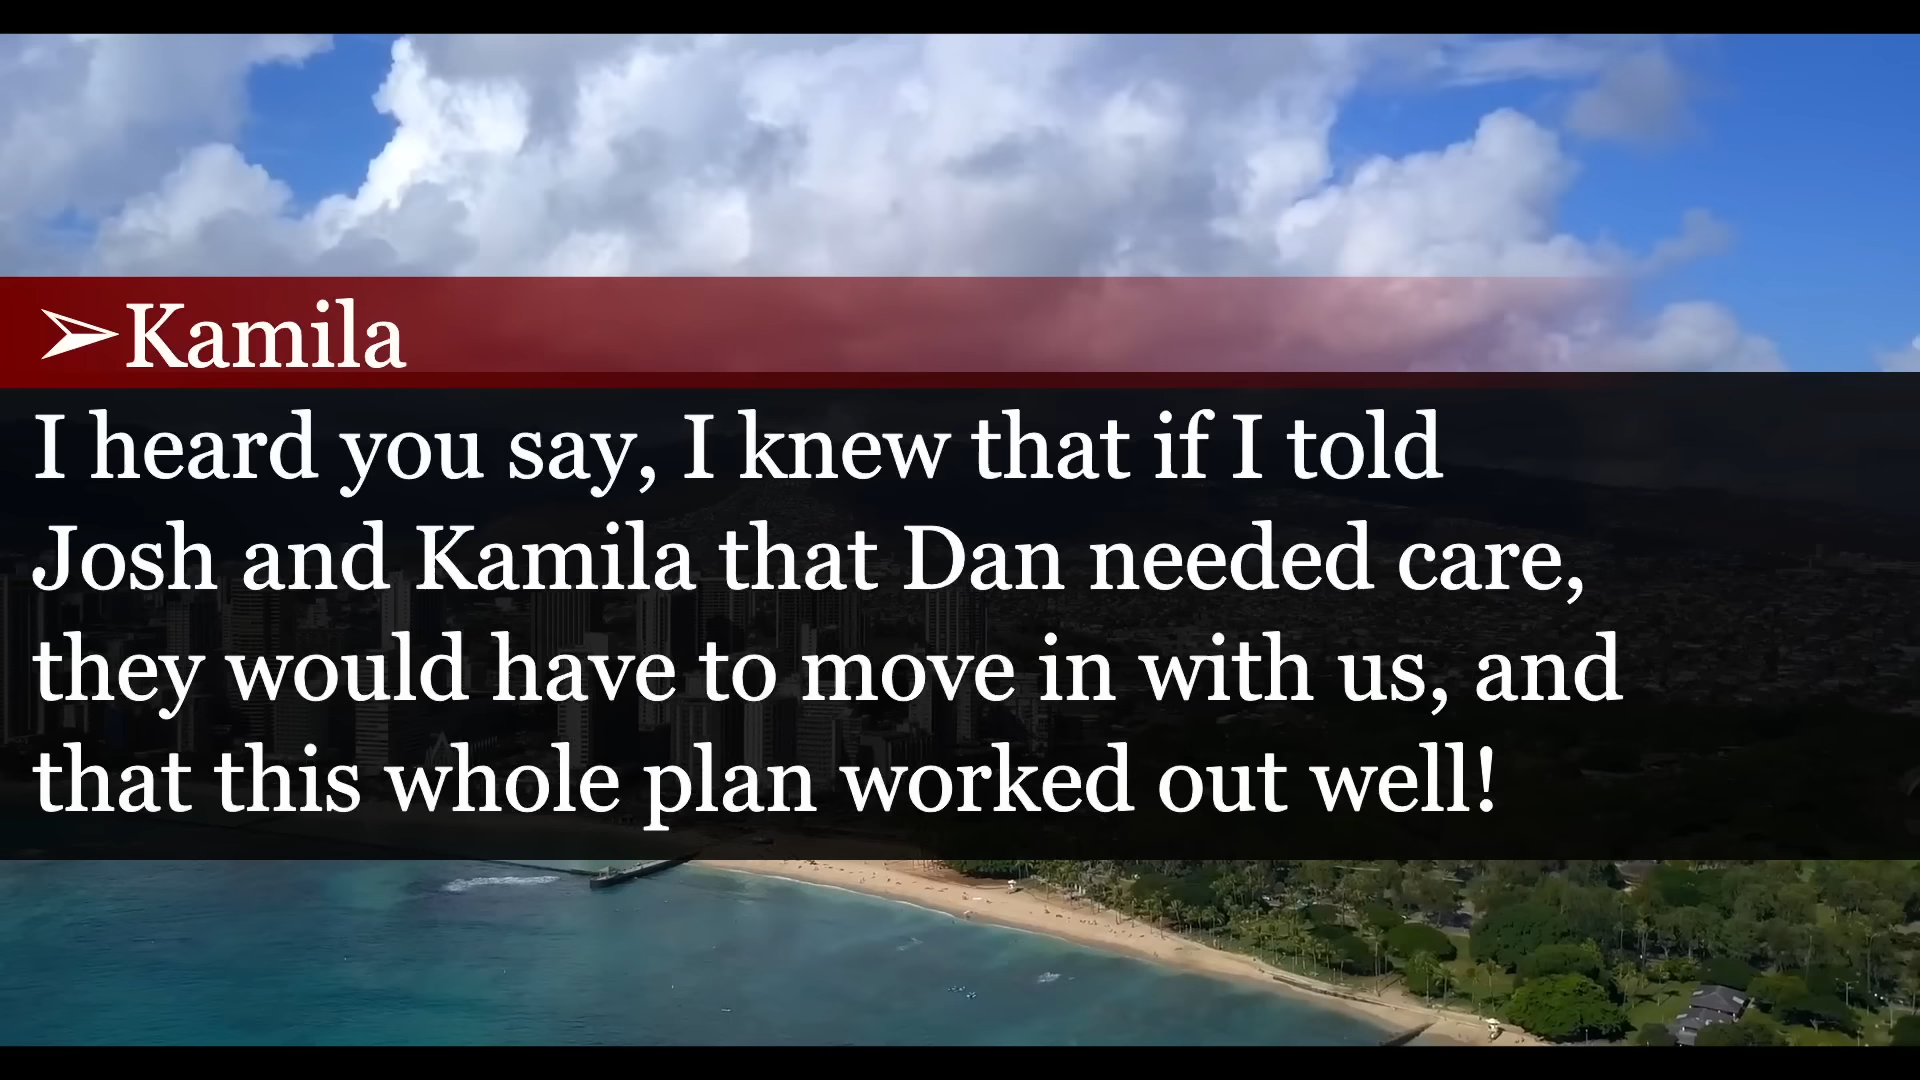 ➢Kamila
I heard you say, I knew that if I told
Josh and Kamila that Dan needed care,
they would have to move in with us, and
that this whole plan worked out well!